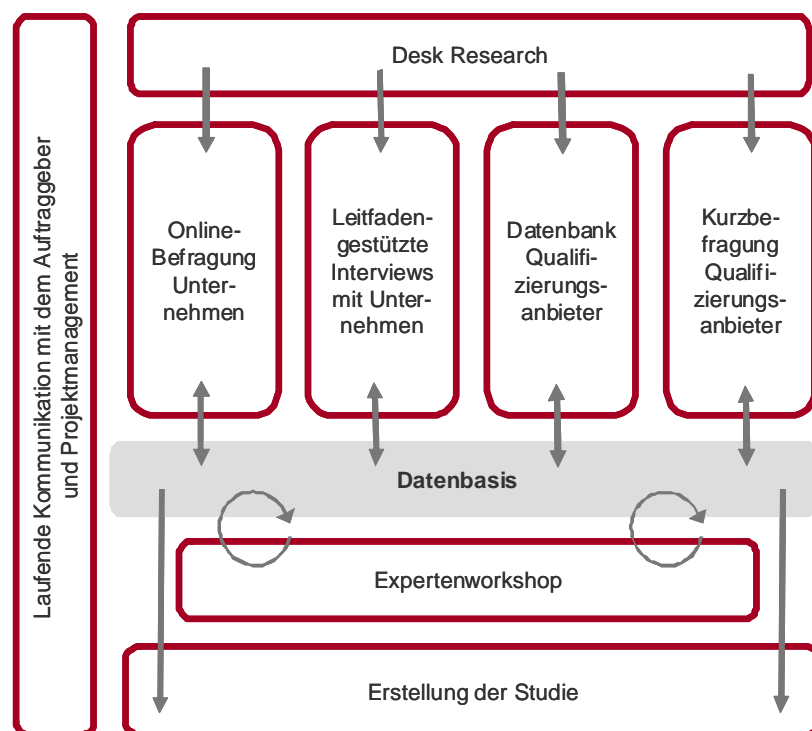 Laufende Kommunikation mit dem Auftraggeber
und Projektmanagement
Desk Research
Online-
Befragung
Unter-
nehmen
Leitfaden-
gestützte
Interviews
mit Unter-
nehmen
Datenbank
Qualifi-
zierungs-
anbieter
Kurzbe-
fragung
Qualifi-
zierungs-
anbieter
Datenbasis
Expertenworkshop
Erstellung der Studie